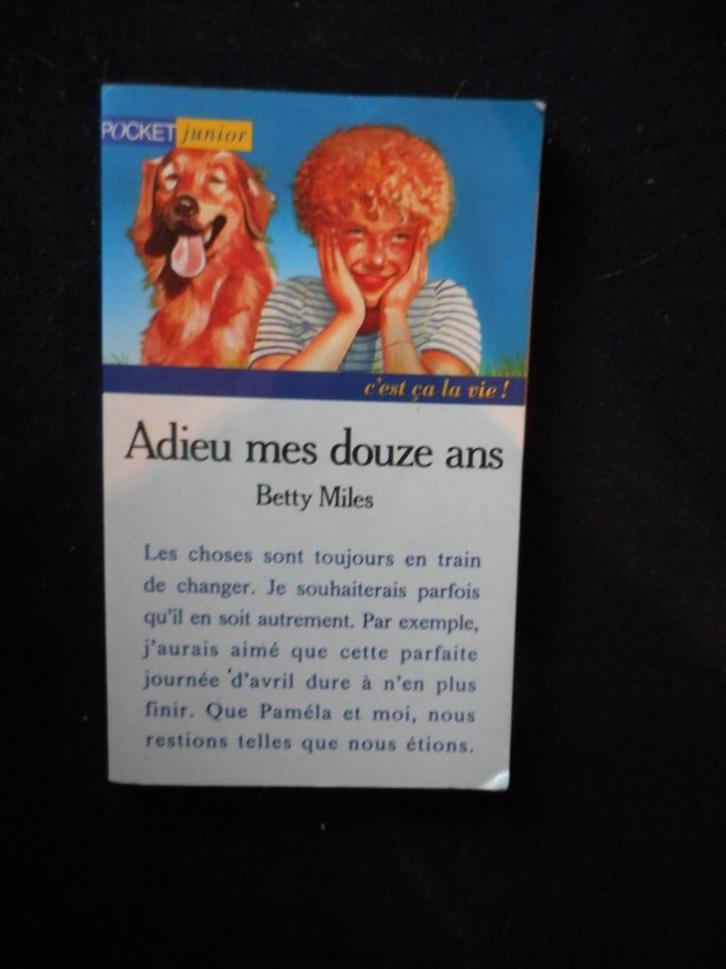 POCKET junior
c'est ça la vie !
Adieu mes douze ans
Betty Miles
Les choses sont toujours en train
de changer. Je souhaiterais parfois
qu'il en soit autrement. Par exemple,
j'aurais aimé que cette parfaite
journée d'avril dure à n'en plus
finir. Que Paméla et moi, nous
restions telles que nous étions.